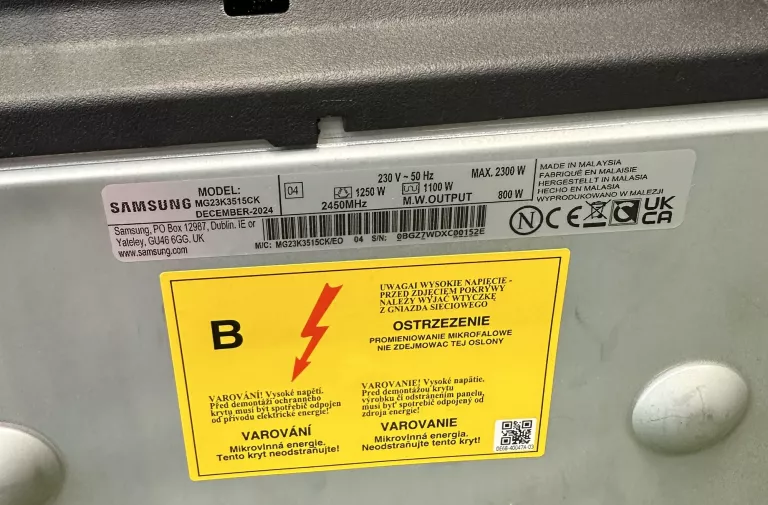 SAMSUNG
MODEL:
MG23K3515CK
DECEMBER-2024
Samsung, PO Box 12987, Dublin. IE or
Yateley, GU46 6GG. UK
www.samsung.com
04
230 V ~ 50 Hz
MAX. 2300 W
1250 W
1100 W
2450MHz
M.W.OUTPUT
800 W
M/C: MG23K3515CK/EO 04 S/N: 0BGZ7WDXC00152E
MADE IN MALAYSIA
FABRIQUÉ EN MALAISIE
HERGESTELLT IN MALASIA
HECHO EN MALASIA
WYPRODUKOWANO W MALEZJI
N CE UK CA
B
UWAGA! WYSOKIE NAPIĘCIE -
PRZED ZDJĘCIEM POKRYWY
NALEŻY WYJĄĆ WTYCZKĘ
Z GNIAZDA SIECIOWEGO
OSTRZEZENIE
PROMIENIOWANIE MIKROFALOWE
NIE ZDEJMOWAC TEJ OSLONY
VAROVÁNÍ! Vysoké napětí.
Před demontáží ochranného
krytu musí být spotřebič odpojen
od přívodu elektrické energie!
VAROVÁNÍ
Mikrovlnná energie.
Tento kryt neodstraňujte!
VAROVANIE! Vysoké napätie.
Pred demontážou krytu
výrobku či odstránením panelu,
musí byť spotrebič odpojený od
zdroja energie!
VAROVANIE
Mikrovlnná energia.
Neodstraňujte tento kryt!
DE68-40047A-03